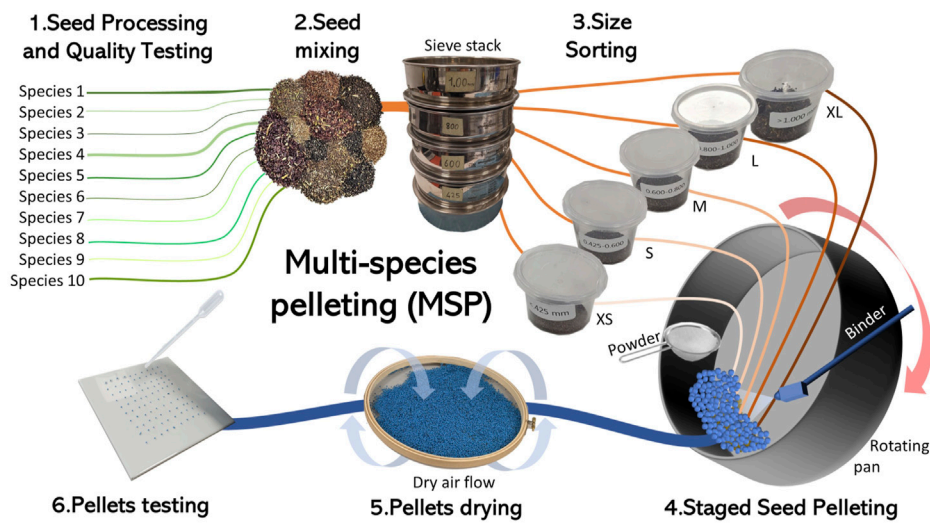 1.Seed Processing
and Quality Testing
2.Seed
mixing
3.Size
Sorting
Sieve stack
Species 1
Species 2
Species 3
Species 4
Species 5
Species 6
Species 7
Species 8
Species 9
Species 10
1.00
800
600
425
>1.000 m
XL
0.800-1.000
L
0.600-0.800
M
0.425-0.600
S
425 mm
XS
Multi-species
pelleting (MSP)
Powder
Binder
Rotating
pan
Dry air flow
6.Pellets testing
5.Pellets drying
4.Staged Seed Pelleting